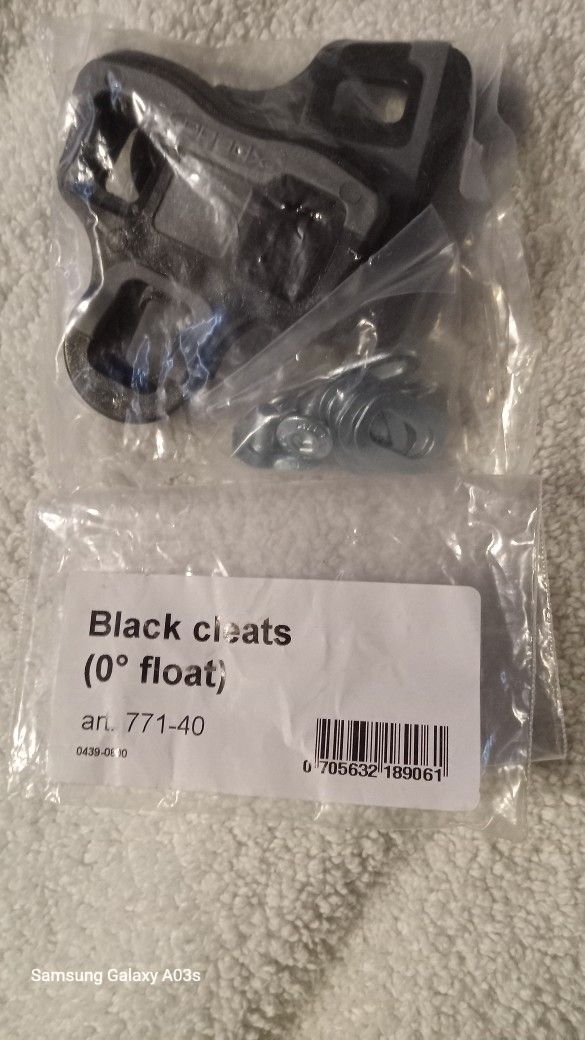 Black cleats
(0° float)
art. 771-40
0 705632 189061
Samsung Galaxy A03s